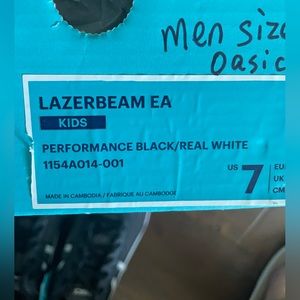 men size
oasic
LAZERBEAM EA
KIDS
PERFORMANCE BLACK/REAL WHITE
1154A014-001
US 7
EU
UK
CM
MADE IN CAMBODIA / FABRIQUE AU CAMBODGE